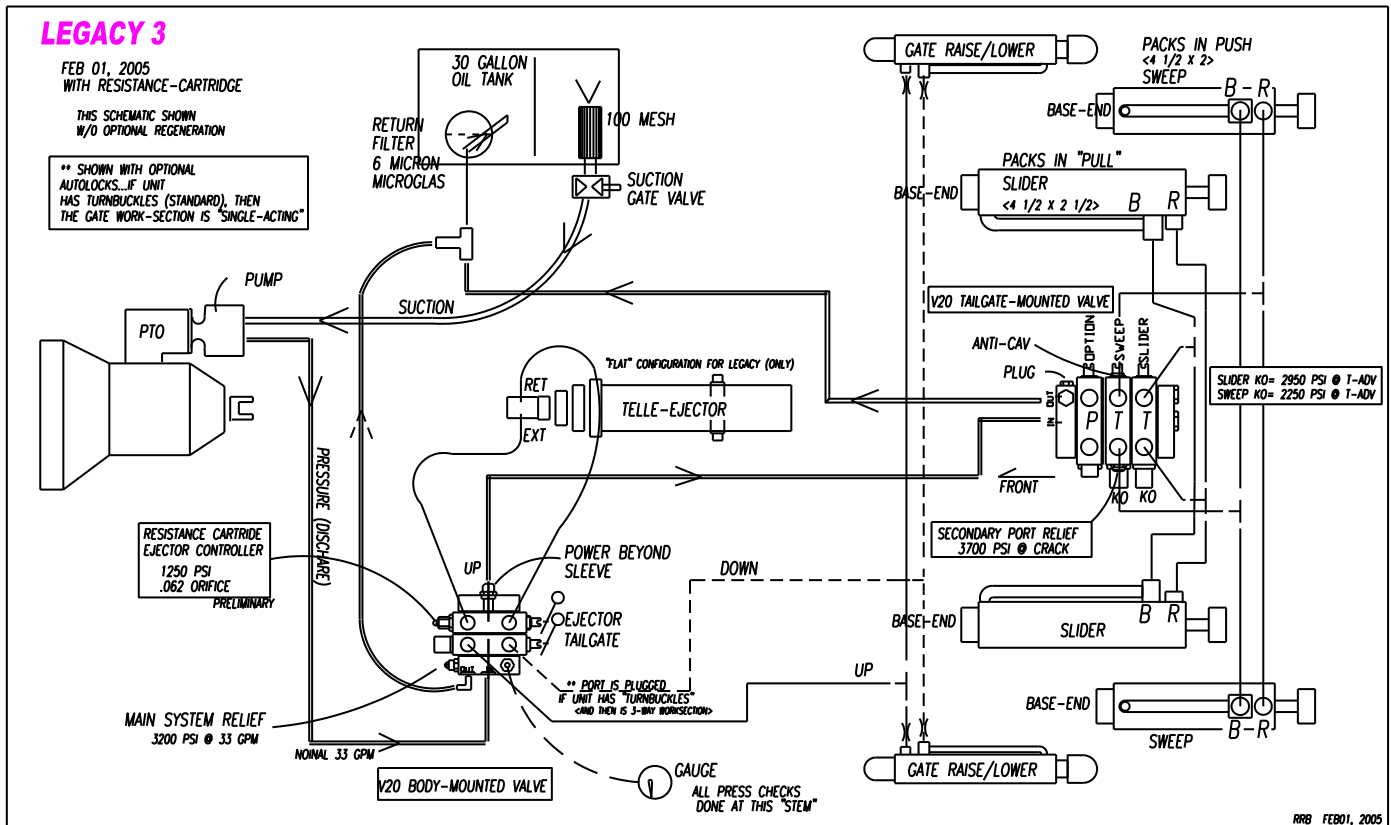 LEGACY 3
FEB 01, 2005
WITH RESISTANCE-CARTRIDGE
THIS SCHEMATIC SHOWN
W/O OPTIONAL REGENERATION
** SHOWN WITH OPTIONAL
AUTOLOCKS...IF UNIT
HAS TURNBUCKLES (STANDARD), THEN
THE GATE WORK-SECTION IS "SINGLE-ACTING"
30 GALLON
OIL TANK
RETURN
FILTER
6 MICRON
MICROGLAS
100 MESH
SUCTION
GATE VALVE
GATE RAISE/LOWER
PACKS IN PUSH
<4 1/2 X 2>
SWEEP
B-R
BASE-END
PACKS IN "PULL"
BASE-END
SLIDER
<4 1/2 X 2 1/2>
B
R
PUMP
PTO
SUCTION
V20 TAILGATE-MOUNTED VALVE
OPTION
SWEEP
SLIDER
ANTI-CAV
PLUG
OUT
IN
P
T
T
KO
KO
SLIDER KO= 2950 PSI @ T-ADV
SWEEP KO= 2250 PSI @ T-ADV
"FLAT" CONFIGURATION FOR LEGACY (ONLY)
RET
EXT
TELLE-EJECTOR
FRONT
PRESSURE (DISCHARE)
SECONDARY PORT RELIEF
3700 PSI @ CRACK
RESISTANCE CARTRIDE
EJECTOR CONTROLLER
1250 PSI
.062 ORIFICE
PRELIMINARY
UP
POWER BEYOND
SLEEVE
DOWN
EJECTOR
TAILGATE
OUT
IN
BASE-END
SLIDER
B
R
UP
** PORT IS PLUGGED
IF UNIT HAS "TURNBUCKLES"
<AND THEN IS 3-WAY WORKSECTION>
MAIN SYSTEM RELIEF
3200 PSI @ 33 GPM
NOINAL 33 GPM
BASE-END
SWEEP
B-R
V20 BODY-MOUNTED VALVE
GAUGE
ALL PRESS CHECKS
DONE AT THIS "STEM"
GATE RAISE/LOWER
RRB FEB01, 2005